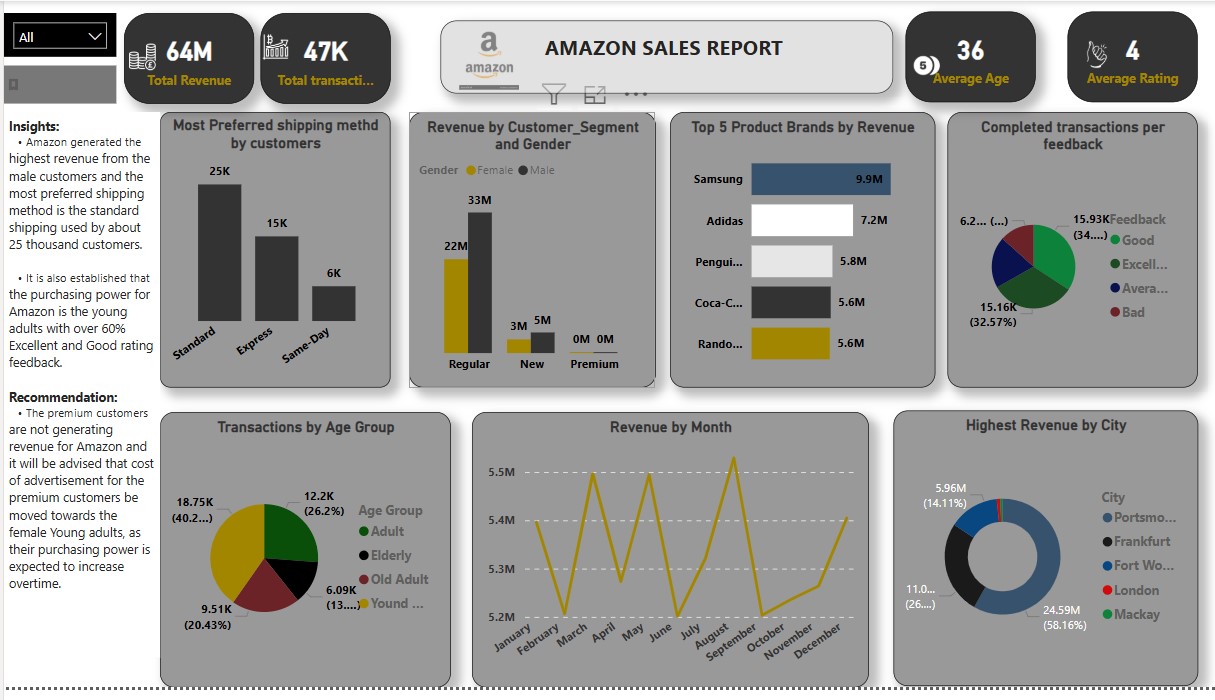 All
64M
Total Revenue
47K
Total transacti...
a
amazon
AMAZON SALES REPORT
5
36
Average Age
4
Average Rating
Insights:
• Amazon generated the
highest revenue from the
male customers and the
most preferred shipping
method is the standard
shipping used by about
25 thousand customers.
• It is also established that
the purchasing power for
Amazon is the young
adults with over 60%
Excellent and Good rating
feedback.
Recommendation:
• The premium customers
are not generating
revenue for Amazon and
it will be advised that cost
of advertisement for the
premium customers be
moved towards the
female Young adults, as
their purchasing power is
expected to increase
overtime.
Most Preferred shipping methd
by customers
25K
15K
6K
Standard
Express
Same-Day
Revenue by Customer_Segment
and Gender
Gender Female Male
22M
33M
3M
5M
0M 0M
Regular New Premium
Top 5 Product Brands by Revenue
Samsung 9.9M
Adidas 7.2M
Pengui... 5.8M
Coca-C... 5.6M
Rando... 5.6M
Completed transactions per
feedback
6.2... (...)
15.93K
(34....)
15.16K
(32.57%)
Feedback
Good
Excell...
Avera...
Bad
Transactions by Age Group
18.75K
(40.2...)
12.2K
(26.2%)
6.09K
(13....)
9.51K
(20.43%)
Age Group
Adult
Elderly
Old Adult
Yound ...
Revenue by Month
5.5M
5.4M
5.3M
5.2M
January
February
March
April
May
June
July
August
September
October
November
December
Highest Revenue by City
5.96M
(14.11%)
11.0...
(26....)
24.59M
(58.16%)
City
Portsmo...
Frankfurt
Fort Wo...
London
Mackay